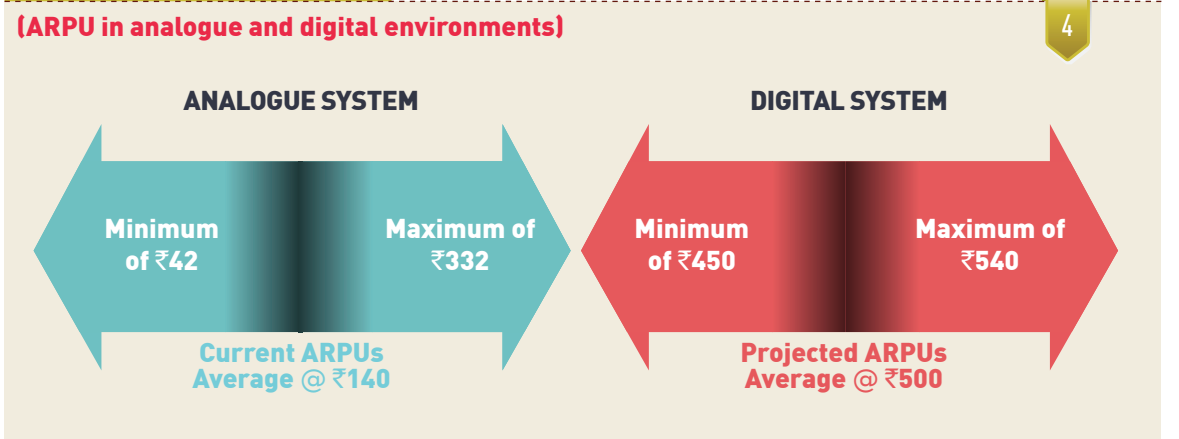 (ARPU in analogue and digital environments)
4
ANALOGUE SYSTEM
Minimum
of ₹42
Maximum of
₹332
Current ARPUs
Average @ ₹140
DIGITAL SYSTEM
Minimum
of ₹450
Maximum of
₹540
Projected ARPUs
Average @ ₹500